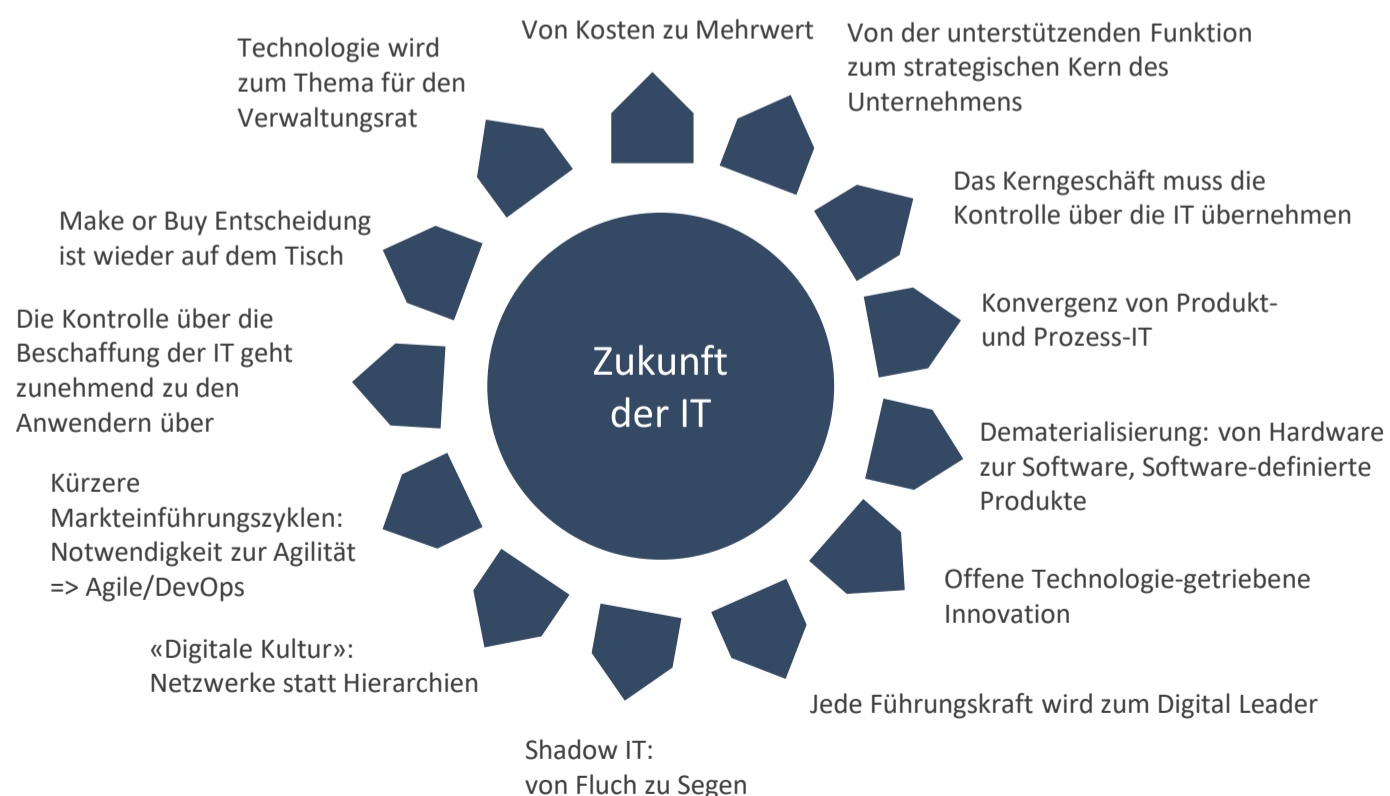 Von Kosten zu Mehrwert
Von der unterstützenden Funktion
zum strategischen Kern des
Unternehmens
Das Kerngeschäft muss die
Kontrolle über die IT übernehmen
Konvergenz von Produkt-
und Prozess-IT
Dematerialisierung: von Hardware
zur Software, Software-definierte
Produkte
Offene Technologie-getriebene
Innovation
Jede Führungskraft wird zum Digital Leader
Shadow IT:
von Fluch zu Segen
«Digitale Kultur»:
Netzwerke statt Hierarchien
Kürzere
Markteinführungszyklen:
Notwendigkeit zur Agilität
=> Agile/DevOps
Die Kontrolle über die
Beschaffung der IT geht
zunehmend zu den
Anwendern über
Make or Buy Entscheidung
ist wieder auf dem Tisch
Technologie wird
zum Thema für den
Verwaltungsrat
Zukunft
der IT